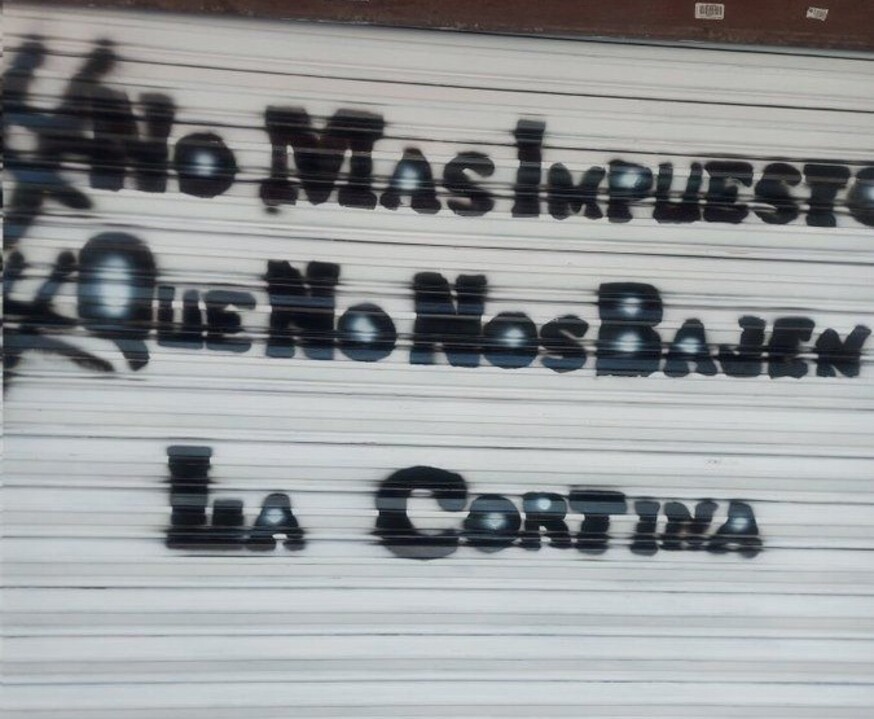 No Mas Impuesto
Que No Nos Bajen
La Cortina